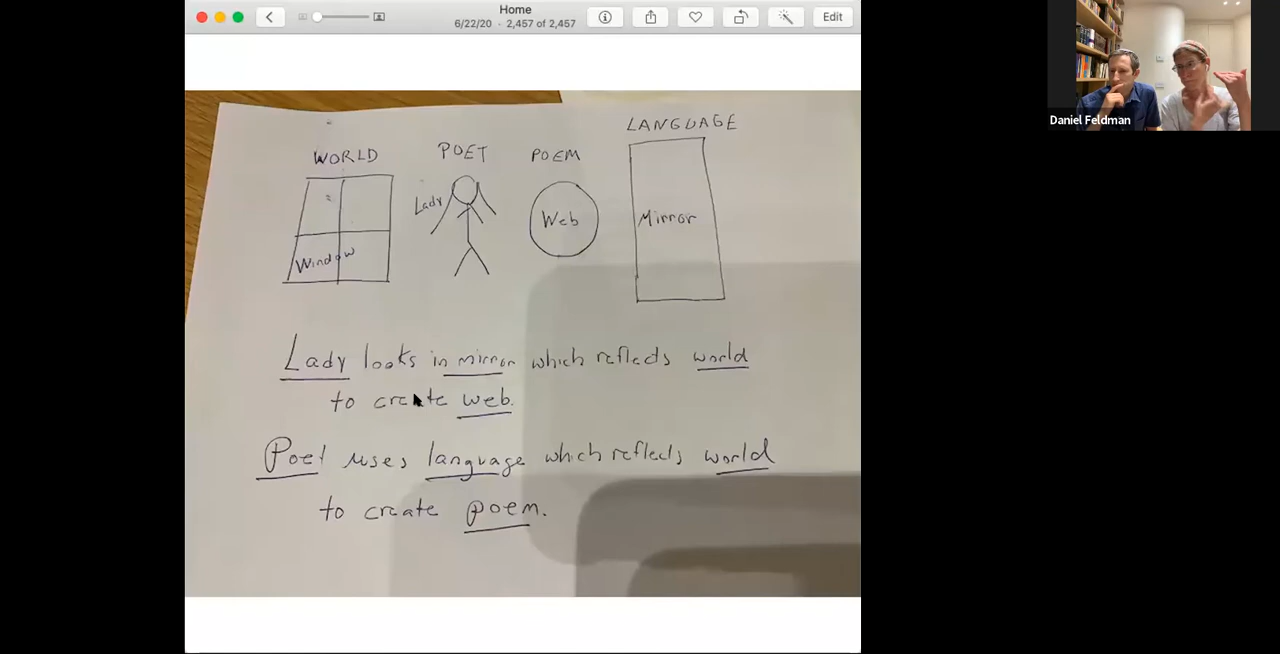 Home
6/22/20 · 2,457 of 2,457
Edit
Daniel Feldman
WORLD
POET
POEM
LANGUAGE
Lady
Web
Mirror
Window
Lady looks in mirror which reflects world
to create web.
Poet uses language which reflects world
to create poem.